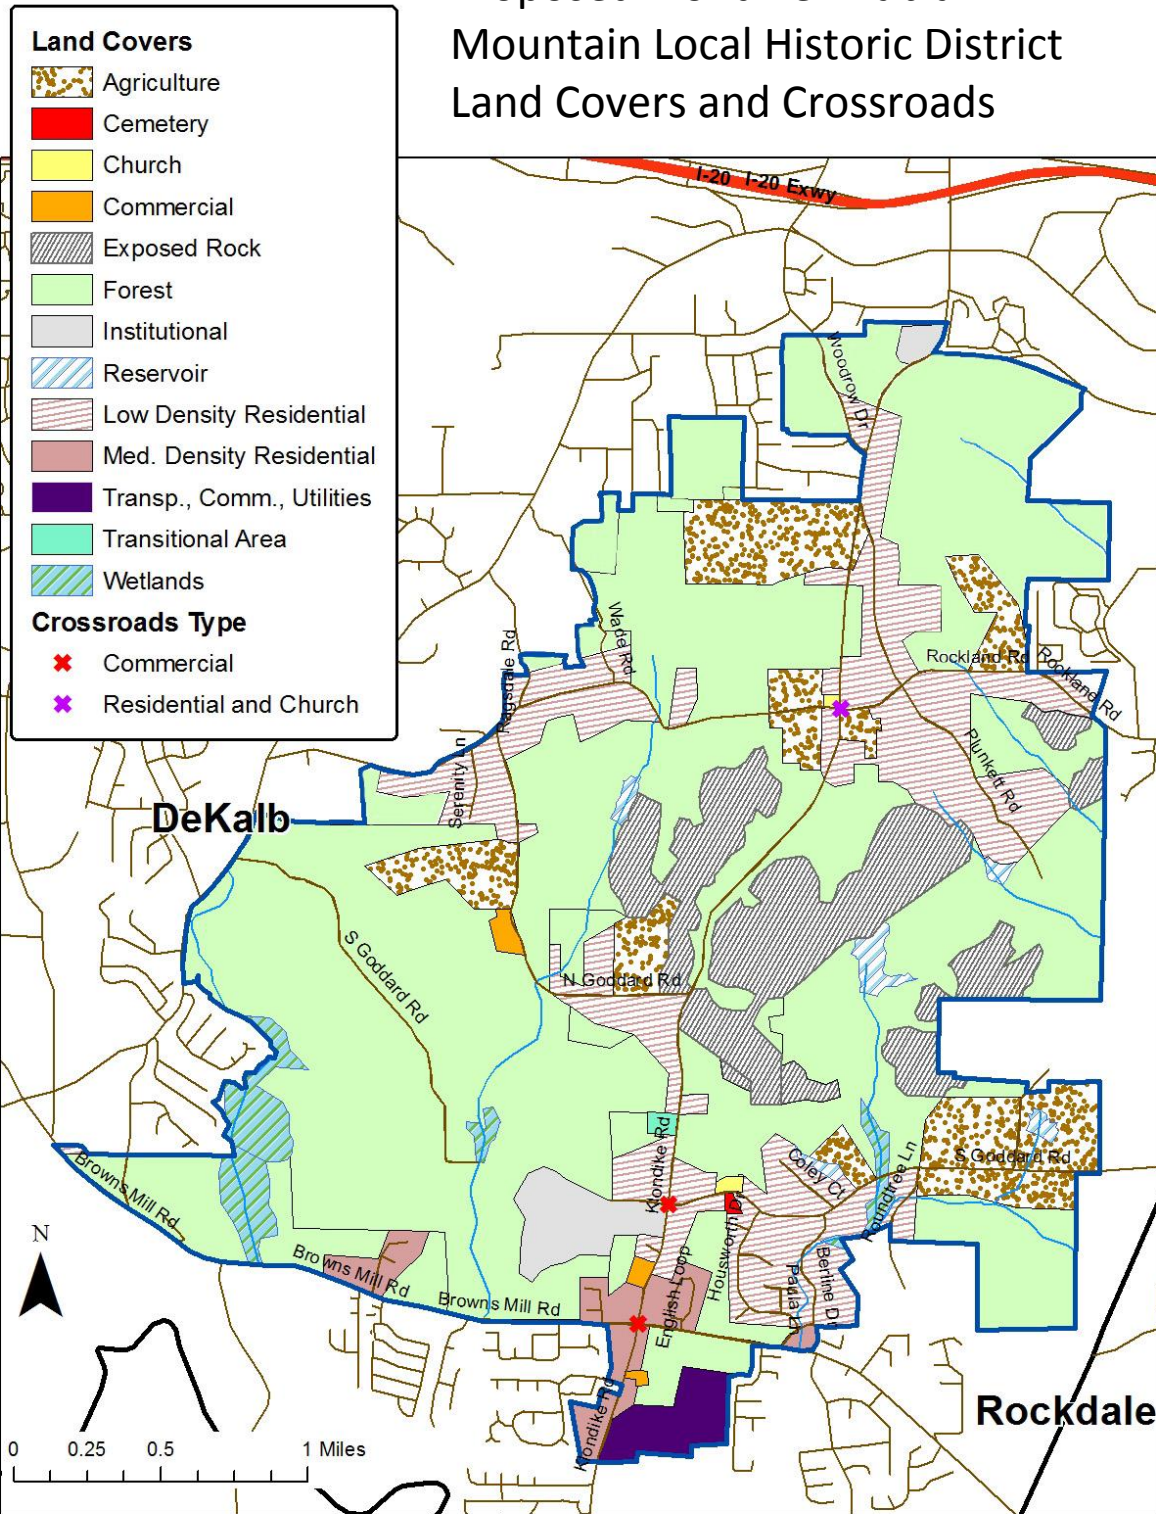 Mountain Local Historic District
Land Covers and Crossroads
Land Covers
Agriculture
Cemetery
Church
Commercial
Exposed Rock
Forest
Institutional
Reservoir
Low Density Residential
Med. Density Residential
Transp., Comm., Utilities
Transitional Area
Wetlands
Crossroads Type
Commercial
Residential and Church
I-20 I-20 Exwy
Woodrow Dr
Wade Rd
Ragsdale Rd
Rockland Rd
Rockland Rd
Plunkett Rd
Serenity Ln
DeKalb
S Goddard Rd
N Goddard Rd
Klondike Rd
Coley Ct
S Goddard Rd
Roundtree Ln
Browns Mill Rd
Housworth Dr
N
Browns Mill Rd
Browns Mill Rd
English Loop
Paula Ln
Berline Dr
Klondike Rd
Rockdale
0 0.25 0.5 1 Miles